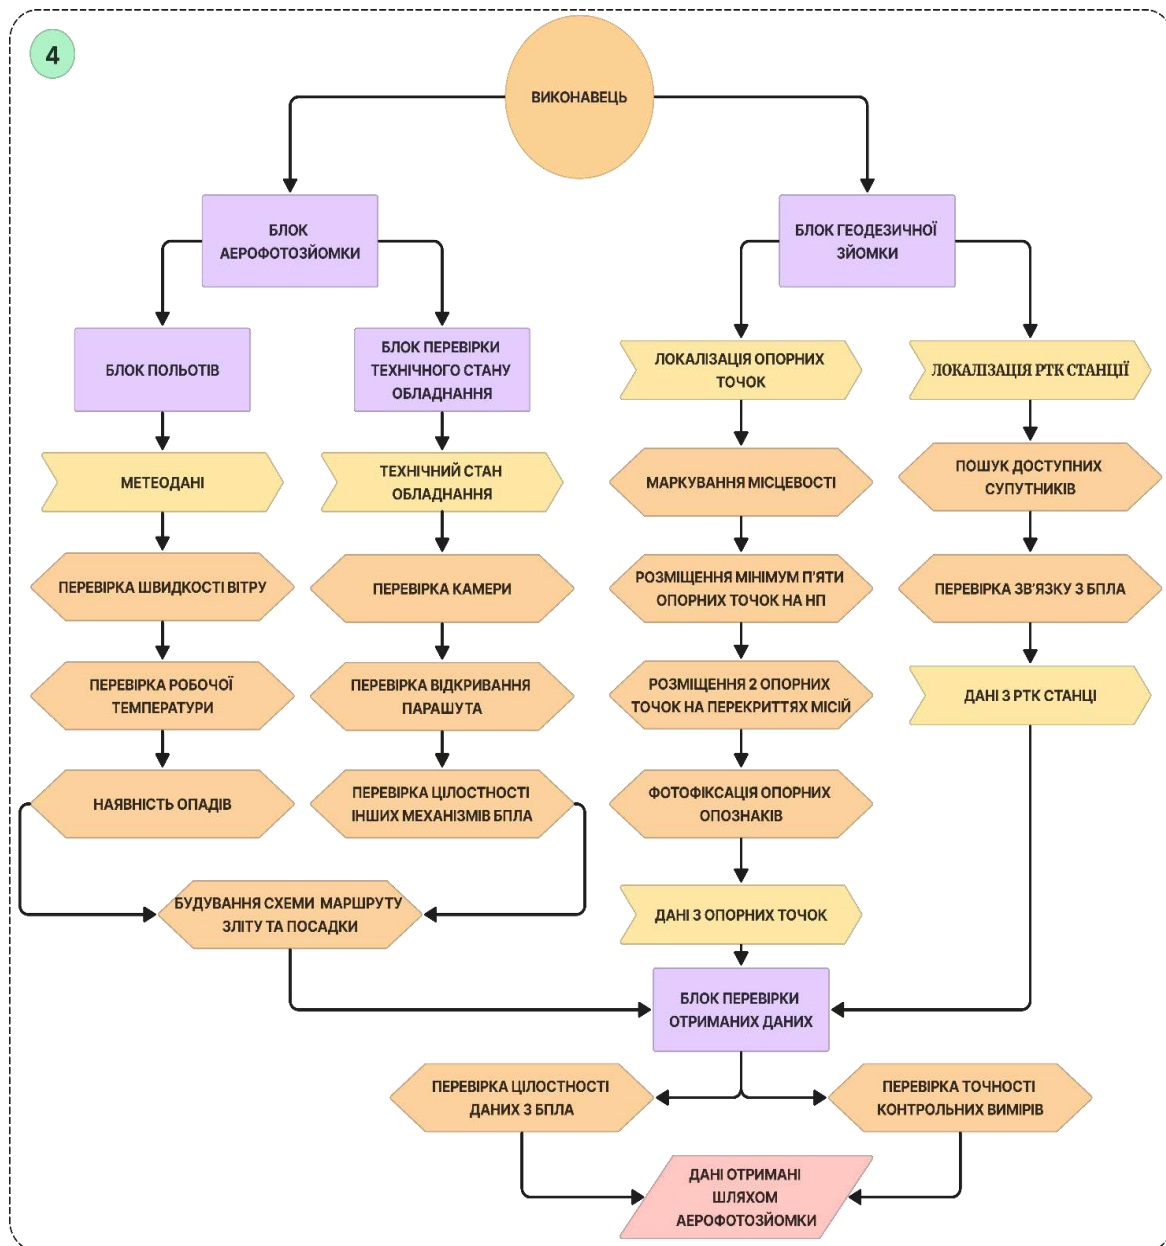 4
ВИКОНАВЕЦЬ
БЛОК
АЕРОФОТОЗЙОМКИ
БЛОК ГЕОДЕЗИЧНОЇ
ЗЙОМКИ
БЛОК ПОЛЬОТІВ
БЛОК ПЕРЕВІРКИ
ТЕХНІЧНОГО СТАНУ
ОБЛАДНАННЯ
ЛОКАЛІЗАЦІЯ ОПОРНИХ
ТОЧОК
ЛОКАЛІЗАЦІЯ РТК СТАНЦІЇ
МЕТЕОДАНІ
ТЕХНІЧНИЙ СТАН
ОБЛАДНАННЯ
МАРКУВАННЯ МІСЦЕВОСТІ
ПОШУК ДОСТУПНИХ
СУПУТНИКІВ
ПЕРЕВІРКА ШВИДКОСТІ ВІТРУ
ПЕРЕВІРКА КАМЕРИ
РОЗМІЩЕННЯ МІНІМУМ П'ЯТИ
ОПОРНИХ ТОЧОК НА НП
ПЕРЕВІРКА ЗВ'ЯЗКУ З БПЛА
ПЕРЕВІРКА РОБОЧОЇ
ТЕМПЕРАТУРИ
ПЕРЕВІРКА ВІДКРИВАННЯ
ПАРАШУТА
РОЗМІЩЕННЯ 2 ОПОРНИХ
ТОЧОК НА ПЕРЕКРИТТЯХ МІСІЙ
ДАНІ З РТК СТАНЦІ
НАЯВНІСТЬ ОПАДІВ
ПЕРЕВІРКА ЦІЛОСТНОСТІ
ІНШИХ МЕХАНІЗМІВ БПЛА
ФОТОФІКСАЦІЯ ОПОРНИХ
ОПОЗНАКІВ
БУДУВАННЯ СХЕМИ МАРШРУТУ
ЗЛІТУ ТА ПОСАДКИ
ДАНІ З ОПОРНИХ ТОЧОК
БЛОК ПЕРЕВІРКИ
ОТРИМАНИХ ДАНИХ
ПЕРЕВІРКА ЦІЛОСТНОСТІ
ДАНИХ З БПЛА
ПЕРЕВІРКА ТОЧНОСТІ
КОНТРОЛЬНИХ ВИМІРІВ
ДАНІ ОТРИМАНІ
ШЛЯХОМ
АЕРОФОТОЗЙОМКИ